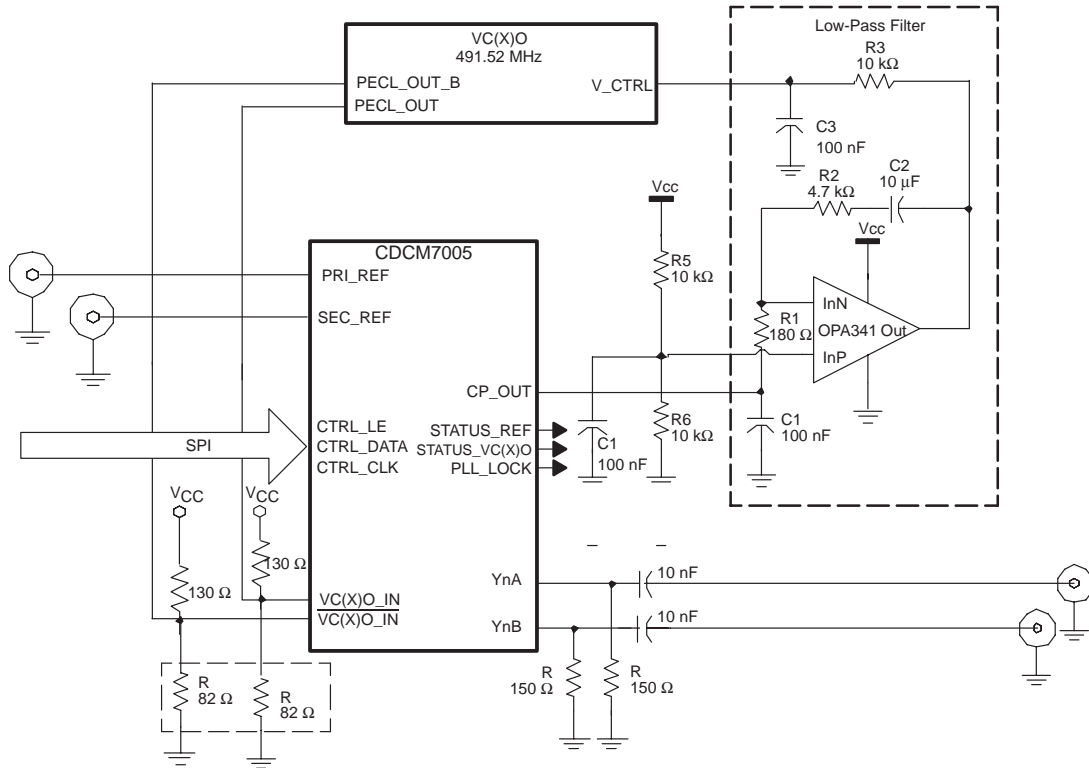 Low-Pass Filter
VC(X)O
491.52 MHz
R3
10 kΩ
PECL_OUT_B
V_CTRL
PECL_OUT
C3
100 nF
R2
4.7 kΩ
C2
10 µF
Vcc
Vcc
CDCM7005
PRI_REF
R5
10 kΩ
SEC_REF
InN
R1
180 Ω
OPA341 Out
InP
CP_OUT
CTRL_LE
CTRL_DATA
CTRL_CLK
SPI
STATUS_REF
STATUS_VC(X)O
PLL_LOCK
C1
100 nF
R6
10 kΩ
C1
100 nF
VCC
VCC
130 Ω
130 Ω
YnA
10 nF
VC(X)O_IN
VC(X)O_IN
YnB
10 nF
R
82 Ω
R
82 Ω
R
150 Ω
R
150 Ω